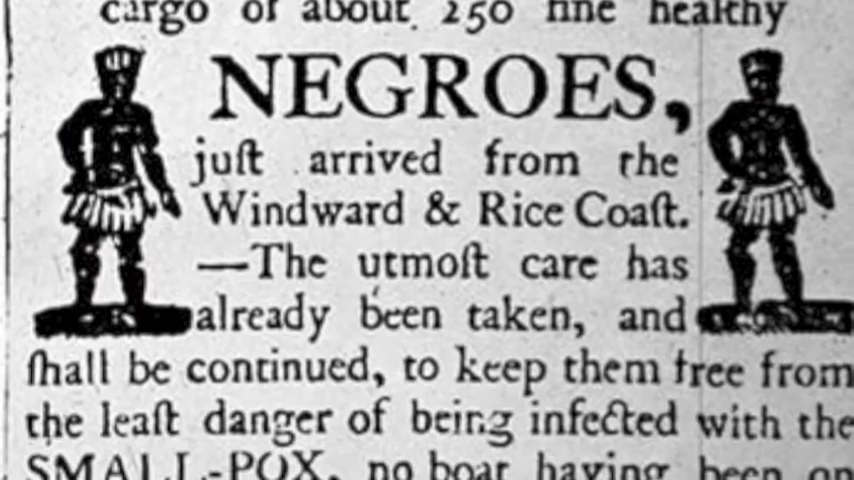 cargo of about 250 fine healthy
NEGROES,
juſt arrived from the
Windward & Rice Coaſt.
—The utmoſt care has
already been taken, and
ſhall be continued, to keep them free from
the leaſt danger of being infected with the
SMALL-POX, no boat having been on